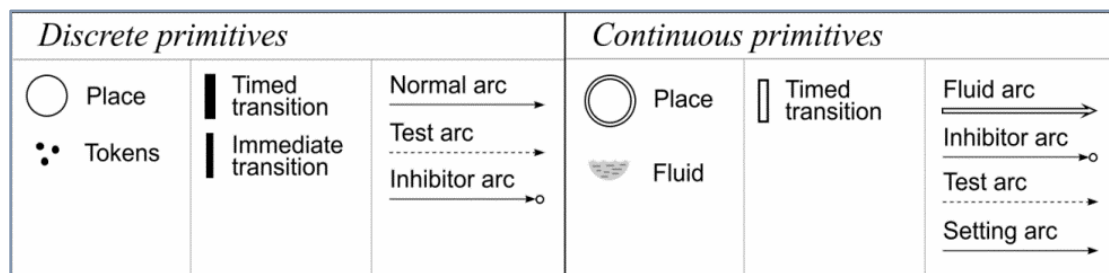 Discrete primitives
Place
Tokens
Timed
transition
Immediate
transition
Normal arc
Test arc
Inhibitor arc
Continuous primitives
Place
Fluid
Timed
transition
Fluid arc
Inhibitor arc
Test arc
Setting arc